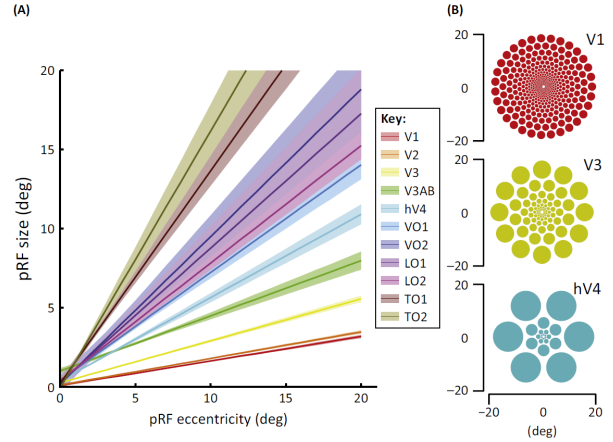 (A)
20
15
10
5
0
pRF size (deg)
0
5
10
15
20
pRF eccentricity (deg)
Key:
V1
V2
V3
V3AB
hV4
VO1
VO2
LO1
LO2
TO1
TO2
(B)
V1
20
0
−20
V3
20
0
−20
hV4
20
0
−20
−20 0 20
(deg)